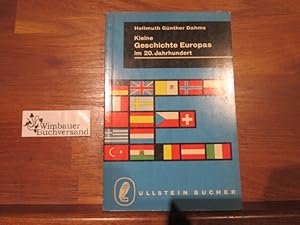 Hellmuth Günther Dahms
Kleine
Geschichte Europas
im 20. Jahrhundert
Wimbauer
Buchversand
ULLSTEIN BÜCHER